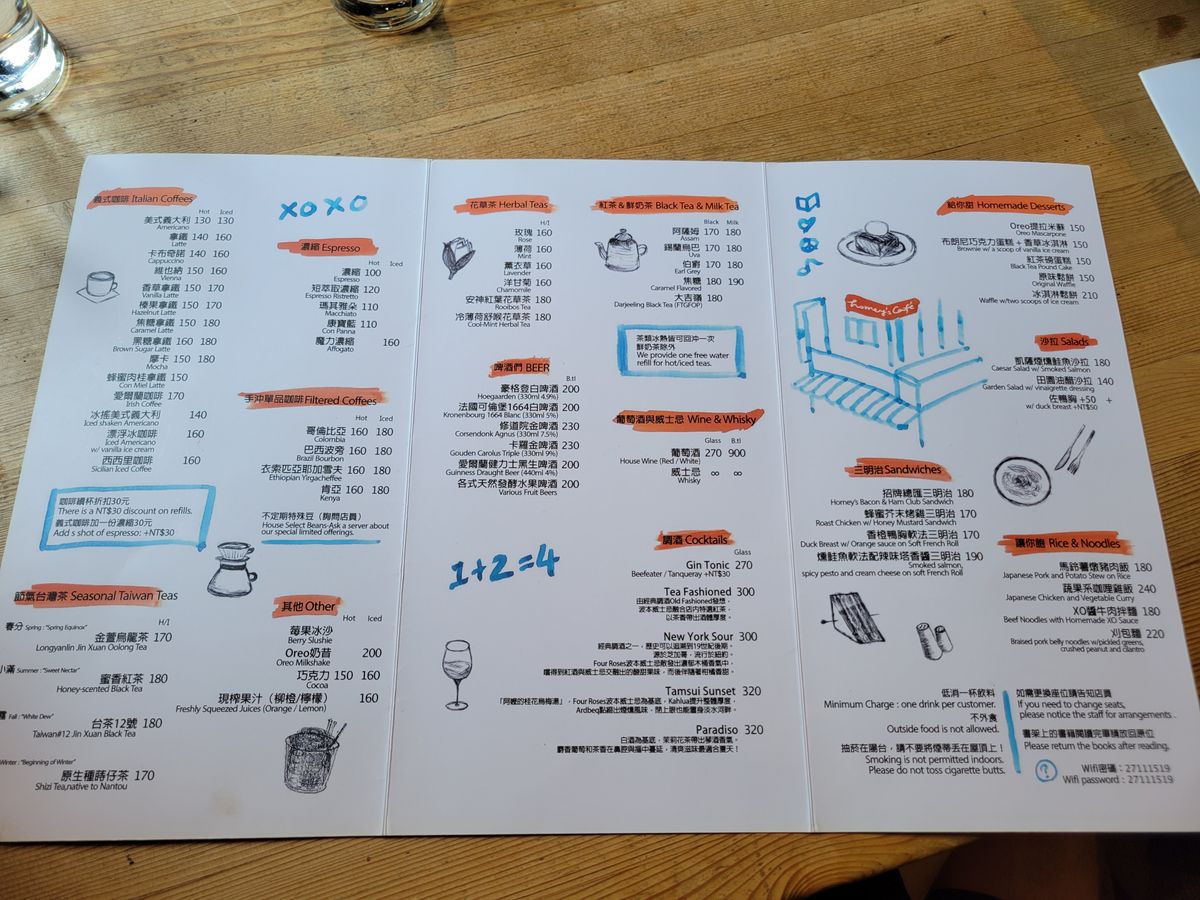 義式咖啡 Italian Coffees
Hot Iced
美式義大利 130 130
Americano
拿鐵 140 160
Latte
卡布奇諾 140 160
Cappuccino
維也納 150 160
Vienna
香草拿鐵 150 170
Vanilla Latte
榛果拿鐵 150 170
Hazelnut Latte
焦糖拿鐵 150 180
Caramel Latte
黑糖拿鐵 160 180
Brown Sugar Latte
摩卡 150 180
Mocha
蜂蜜肉桂拿鐵 150
Con Miel Latte
愛爾蘭咖啡 170
Irish Coffee
冰搖美式義大利 140
Iced shaken Americano
漂浮冰咖啡 160
Iced Americano
w/ vanilla ice cream
西西里咖啡 160
Sicilian Iced Coffee
咖啡續杯折扣30元
There is a NT$30 discount on refills.
義式咖啡加一份濃縮30元
Add s shot of espresso: +NT$30
節氣台灣茶 Seasonal Taiwan Teas
H/I
春分 Spring : "Spring Equinox"
金萱烏龍茶 170
Longyanlin Jin Xuan Oolong Tea
小滿 Summer : "Sweet Nectar"
蜜香紅茶 180
Honey-scented Black Tea
露 Fall : "White Dew"
台茶12號 180
Taiwan#12 Jin Xuan Black Tea
Winter : "Beginning of Winter"
原生種蒔仔茶 170
Shizi Tea,native to Nantou
XOXO
濃縮 Espresso
Hot Iced
濃縮 100
Espresso
短萃取濃縮 120
Espresso Ristretto
瑪其雅朵 110
Macchiato
康寶藍 110
Con Panna
魔力濃縮 160
Affogato
手沖單品咖啡 Filtered Coffees
Hot Iced
哥倫比亞 160 180
Colombia
巴西波旁 160 180
Brazil Bourbon
衣索匹亞耶加雪夫 160 180
Ethiopian Yirgacheffee
肯亞 160 180
Kenya
不定期特殊豆（詢問店員）
House Select Beans-Ask a server about
our special limited offerings.
其他 Other
Hot Iced
莓果冰沙
Berry Slushie
Oreo奶昔 200
Oreo Milkshake
巧克力 150 160
Cocoa
現榨果汁（柳橙/檸檬） 160
Freshly Squeezed Juices (Orange / Lemon)
花草茶 Herbal Teas
H/I
玫瑰 160
Rose
薄荷 160
Mint
薰衣草 160
Lavender
洋甘菊 160
Chamomile
安神紅葉花草茶 180
Rooibos Tea
冷薄荷舒喉花草茶 180
Cool-Mint Herbal Tea
啤酒們 BEER
B.tl
豪格登白啤酒 200
Hoegaarden (330ml 4.9%)
法國可倫堡1664白啤酒 200
Kronenbourg 1664 Blanc (330ml 5%)
修道院金啤酒 230
Corsendonk Agnus (330ml 7.5%)
卡羅金啤酒 230
Gouden Carolus Triple (330ml 9%)
愛爾蘭健力士黑生啤酒 200
Guinness Draught Beer (440ml 4%)
各式天然發酵水果啤酒 200
Various Fruit Beers
1+2=4
紅茶 & 鮮奶茶 Black Tea & Milk Tea
Black Milk
阿薩姆 170 180
Assam
錫蘭烏巴 170 180
Uva
伯爵 170 180
Earl Grey
焦糖 180 190
Caramel Flavored
大吉嶺 180
Darjeeling Black Tea (FTGFOP)
茶類冰熱皆可回沖一次
鮮奶茶除外
We provide one free water
refill for hot/iced teas.
葡萄酒與威士忌 Wine & Whisky
Glass B.tl
葡萄酒 270 900
House Wine (Red / White)
威士忌 ∞ ∞
Whisky
調酒 Cocktails
Glass
Gin Tonic 270
Beefeater / Tanqueray +NT$30
Tea Fashioned 300
由經典調酒Old Fashioned發想，
波本威士忌融合店內特選紅茶，
以茶香帶出酒體厚度。
New York Sour 300
經典調酒之一，歷史可以追溯到19世紀後期。
源於芝加哥，流行於紐約。
Four Roses波本威士忌散發出濃郁木桶香氣中，
嚐得到紅酒與威士忌交融出的酸甜果味，而後伴隨著柑橘香甜。
Tamsui Sunset 320
「阿嬤的桂花烏梅湯」，Four Roses波本威士忌為基底，Kahlua提升整體厚度，
Ardbeg點綴出煙燻風味，閉上眼也能置身淡水河畔。
Paradiso 320
白酒為基底，茉莉花茶帶出琴酒香氣。
麝香葡萄和茶香在鼻腔與腦中蔓延，清爽滋味最適合夏天！
給你甜 Homemade Desserts
Oreo提拉米蘇 150
Oreo Mascarpone
布朗尼巧克力蛋糕 + 香草冰淇淋 150
Brownie w/ a scoop of vanilla ice cream
紅茶磅蛋糕 150
Black Tea Pound Cake
原味鬆餅 150
Original Waffle
冰淇淋鬆餅 210
Waffle w/two scoops of ice cream
homey's Café
沙拉 Salads
凱薩煙燻鮭魚沙拉 180
Caesar Salad w/ Smoked Salmon
田園油醋沙拉 140
Garden Salad w/ vinaigrette dressing
佐鴨胸 +50 +
w/ duck breast +NT$50
三明治 Sandwiches
招牌總匯三明治 180
Homey's Bacon & Ham Club Sandwich
蜂蜜芥末烤雞三明治 170
Roast Chicken w/ Honey Mustard Sandwich
香橙鴨胸軟法三明治 170
Duck Breast w/ Orange sauce on Soft French Roll
燻鮭魚軟法配辣味塔香醬三明治 190
Smoked salmon,
spicy pesto and cream cheese on soft French Roll
讓你飽 Rice & Noodles
馬鈴薯燉豬肉飯 180
Japanese Pork and Potato Stew on Rice
蔬果系咖哩雞飯 240
Japanese Chicken and Vegetable Curry
XO醬牛肉拌麵 180
Beef Noodles with Homemade XO Sauce
刈包麵 220
Braised pork belly noodles w/pickled greens,
crushed peanut and cilantro
低消一杯飲料
Minimum Charge : one drink per customer.
不外食
Outside food is not allowed.
抽菸在陽台，請不要將煙蒂丟在屋頂上！
Smoking is not permitted indoors.
Please do not toss cigarette butts.
如需更換座位請告知店員
If you need to change seats,
please notice the staff for arrangements.
書架上的書籍閱讀完畢請放回原位
Please return the books after reading.
?
Wifi密碼：27111519
Wifi password : 27111519